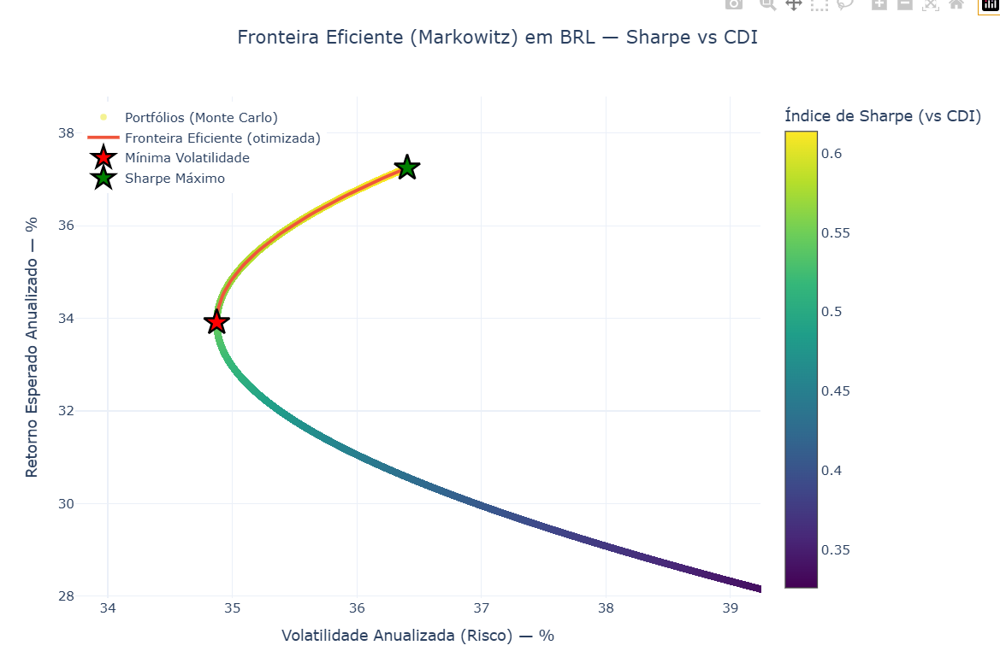 Fronteira Eficiente (Markowitz) em BRL — Sharpe vs CDI
Portfólios (Monte Carlo)
Fronteira Eficiente (otimizada)
Mínima Volatilidade
Sharpe Máximo
Índice de Sharpe (vs CDI)
0.6
0.55
0.5
0.45
0.4
0.35
Retorno Esperado Anualizado — %
38
36
34
32
30
28
34
35
36
37
38
39
Volatilidade Anualizada (Risco) — %